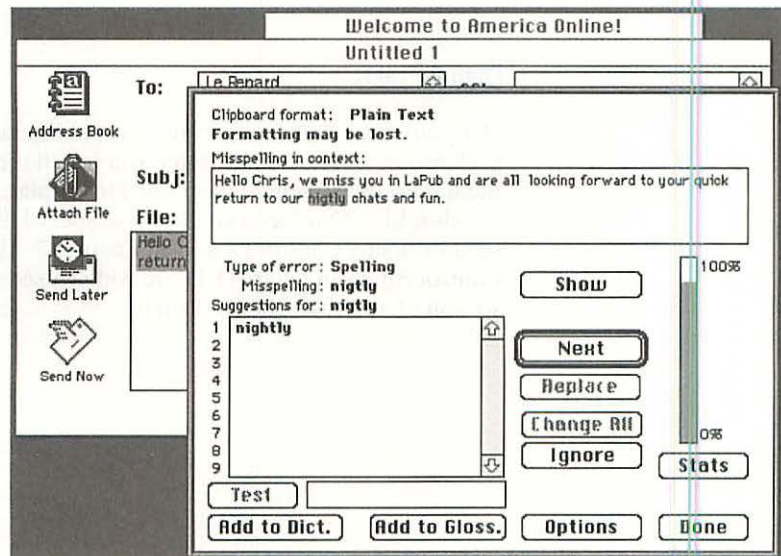 Welcome to America Online!
Untitled 1
To:
Le Renard
Address Book
Attach File
Send Later
Send Now
Subj:
File:
Hello C
return
Clipboard format: Plain Text
Formatting may be lost.
Misspelling in context:
Hello Chris, we miss you in LaPub and are all looking forward to your quick
return to our nigtly chats and fun.
Type of error: Spelling
Misspelling: nigtly
Suggestions for: nigtly
1 nightly
2
3
4
5
6
7
8
9
Show
Next
Replace
Change All
Ignore
100%
0%
Stats
Test
Add to Dict.
Add to Gloss.
Options
Done